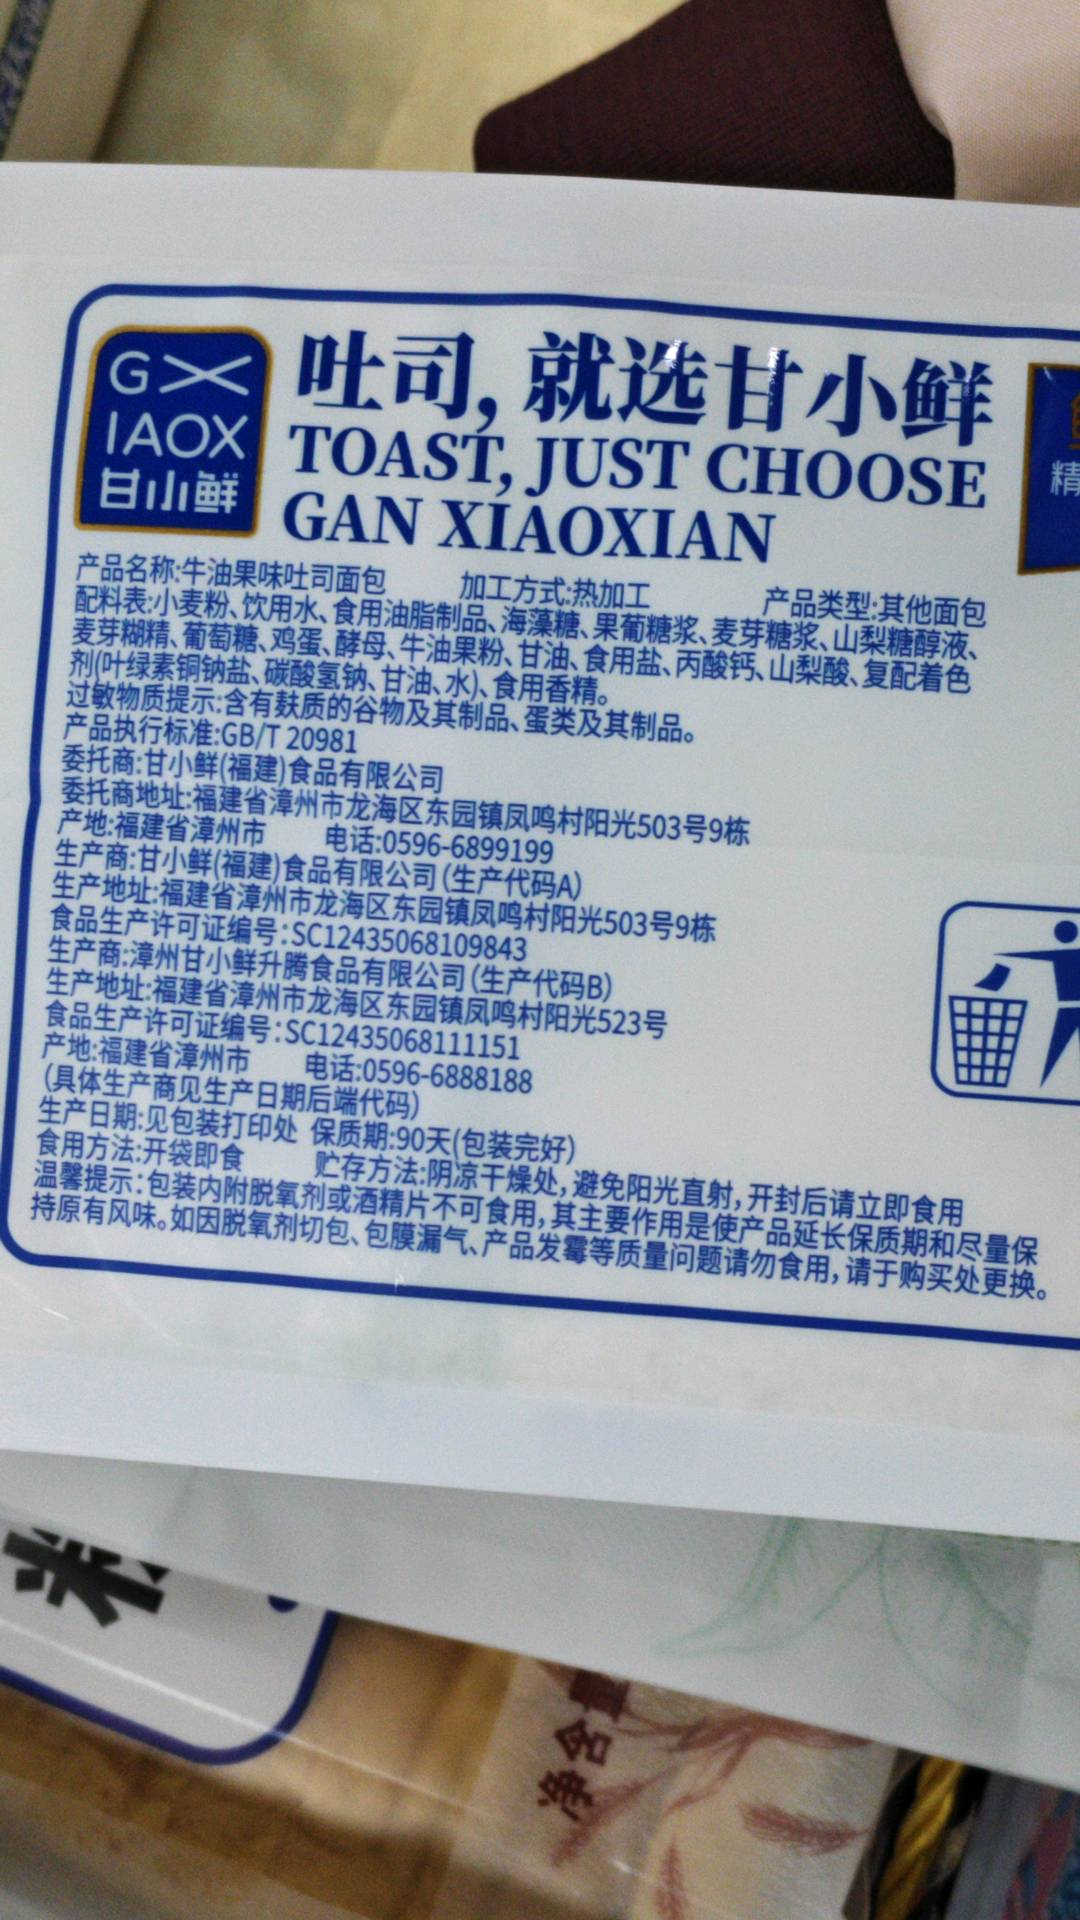 GX
IAOX
甘小鲜
吐司，就选甘小鲜
TOAST, JUST CHOOSE
GAN XIAOXIAN
精
产品名称:牛油果味吐司面包 加工方式:热加工 产品类型:其他面包
配料表:小麦粉、饮用水、食用油脂制品、海藻糖、果葡糖浆、麦芽糖浆、山梨糖醇液、
麦芽糊精、葡萄糖、鸡蛋、酵母、牛油果粉、甘油、食用盐、丙酸钙、山梨酸、复配着色
剂(叶绿素铜钠盐、碳酸氢钠、甘油、水)、食用香精。
过敏物质提示:含有麸质的谷物及其制品、蛋类及其制品。
产品执行标准:GB/T 20981
委托商:甘小鲜(福建)食品有限公司
委托商地址:福建省漳州市龙海区东园镇凤鸣村阳光503号9栋
产地:福建省漳州市 电话:0596-6899199
生产商:甘小鲜(福建)食品有限公司(生产代码A)
生产地址:福建省漳州市龙海区东园镇凤鸣村阳光503号9栋
食品生产许可证编号:SC12435068109843
生产商:漳州甘小鲜升腾食品有限公司(生产代码B)
生产地址:福建省漳州市龙海区东园镇凤鸣村阳光523号
食品生产许可证编号:SC12435068111151
产地:福建省漳州市 电话:0596-6888188
(具体生产商见生产日期后端代码)
生产日期:见包装打印处 保质期:90天(包装完好)
食用方法:开袋即食 贮存方法:阴凉干燥处,避免阳光直射,开封后请立即食用
温馨提示:包装内附脱氧剂或酒精片不可食用,其主要作用是使产品延长保质期和尽量保
持原有风味。如因脱氧剂切包、包膜漏气、产品发霉等质量问题请勿食用,请于购买处更换。
净含量